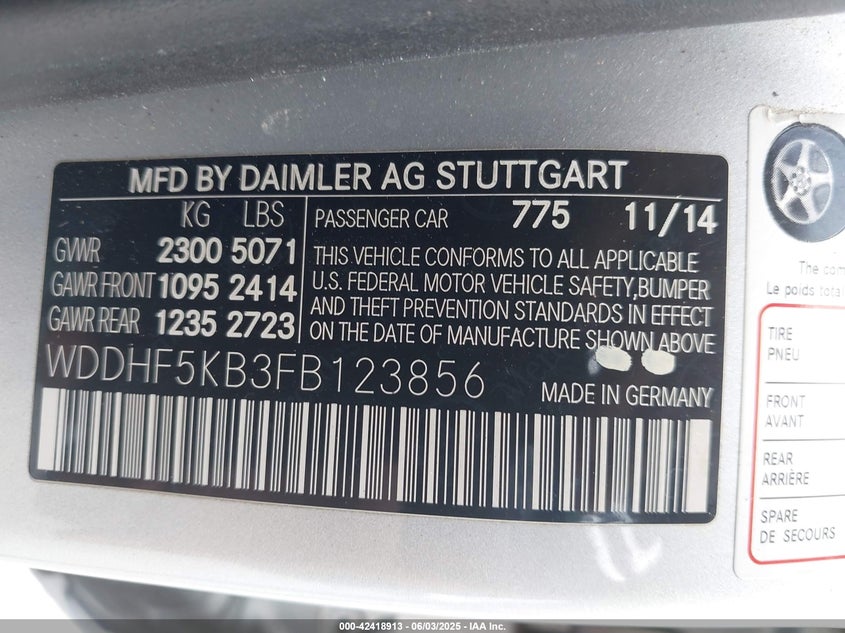 MFD BY DAIMLER AG STUTTGART
KG LBS
GVWR 2300 5071
GAWR FRONT 1095 2414
GAWR REAR 1235 2723
PASSENGER CAR 775 11/14
THIS VEHICLE CONFORMS TO ALL APPLICABLE
U.S. FEDERAL MOTOR VEHICLE SAFETY,BUMPER
AND THEFT PREVENTION STANDARDS IN EFFECT
ON THE DATE OF MANUFACTURE SHOWN ABOVE
WDDHF5KB3FB123856
MADE IN GERMANY
The com
Le poids total
TIRE
PNEU
FRONT
AVANT
REAR
ARRIÈRE
SPARE
DE SECOURS
000-42418913 - 06/03/2025 - IAA Inc.